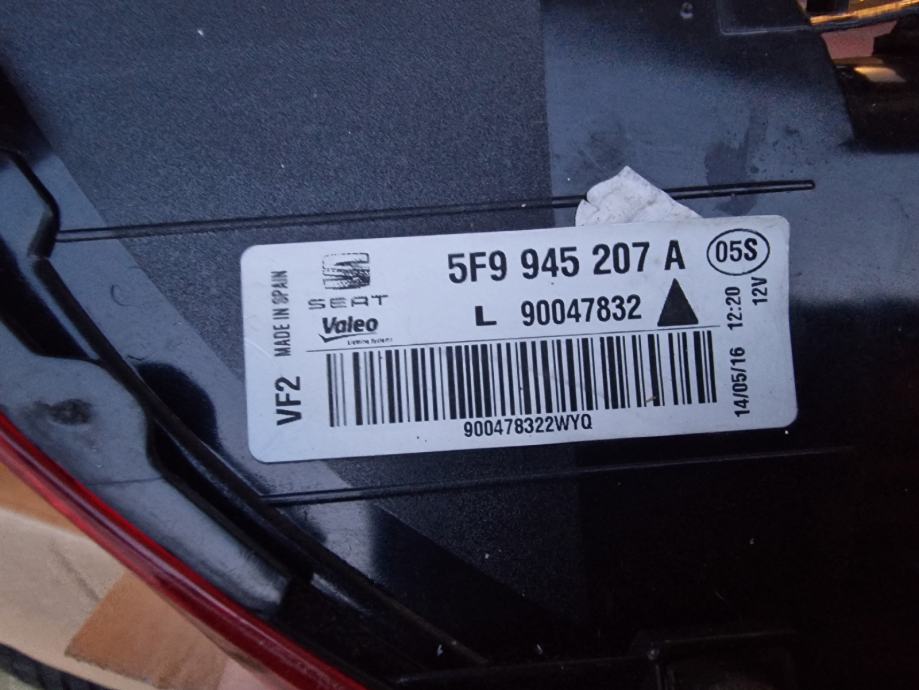 5F9 945 207 A
05S
SEAT
Valeo
L 90047832
MADE IN SPAIN
VF2
14/05/16 12:20
12V
900478322WYQ